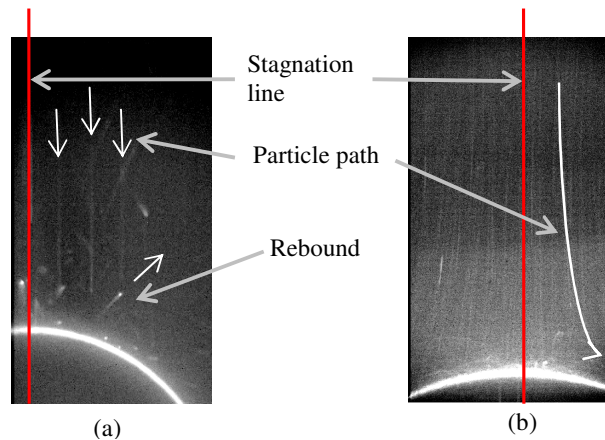 Stagnation
line
Particle path
Rebound
(a)
(b)